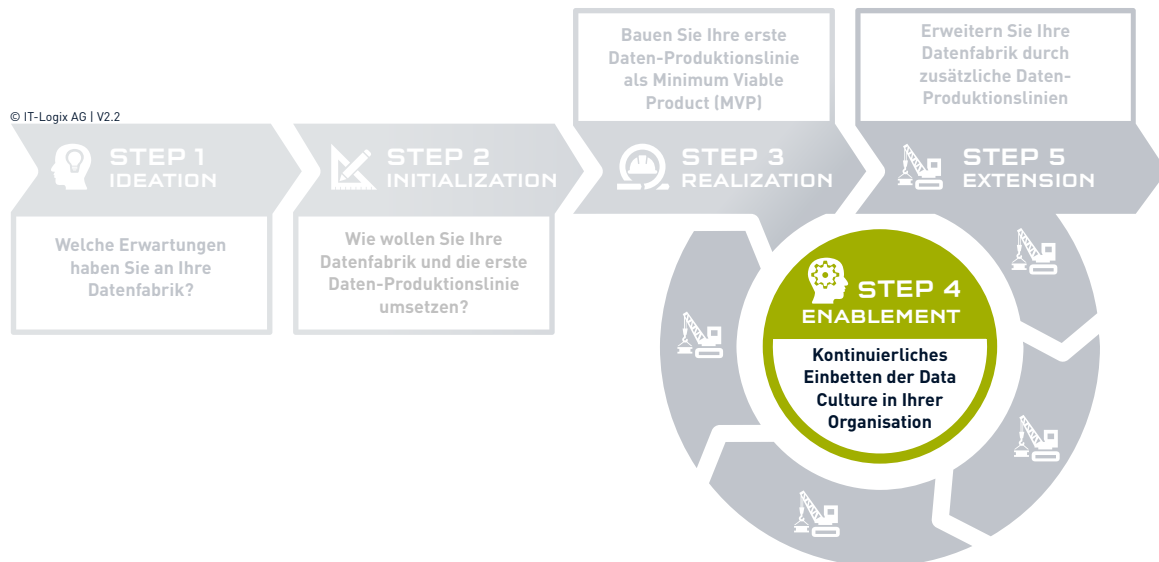 © IT-Logix AG | V2.2
STEP 1
IDEATION
Welche Erwartungen
haben Sie an Ihre
Datenfabrik?
STEP 2
INITIALIZATION
Wie wollen Sie Ihre
Datenfabrik und die erste
Daten-Produktionslinie
umsetzen?
Bauen Sie Ihre erste
Daten-Produktionslinie
als Minimum Viable
Product (MVP)
STEP 3
REALIZATION
STEP 4
ENABLEMENT
Kontinuierliches
Einbetten der Data
Culture in Ihrer
Organisation
Erweitern Sie Ihre
Datenfabrik durch
zusätzliche Daten-
Produktionslinien
STEP 5
EXTENSION